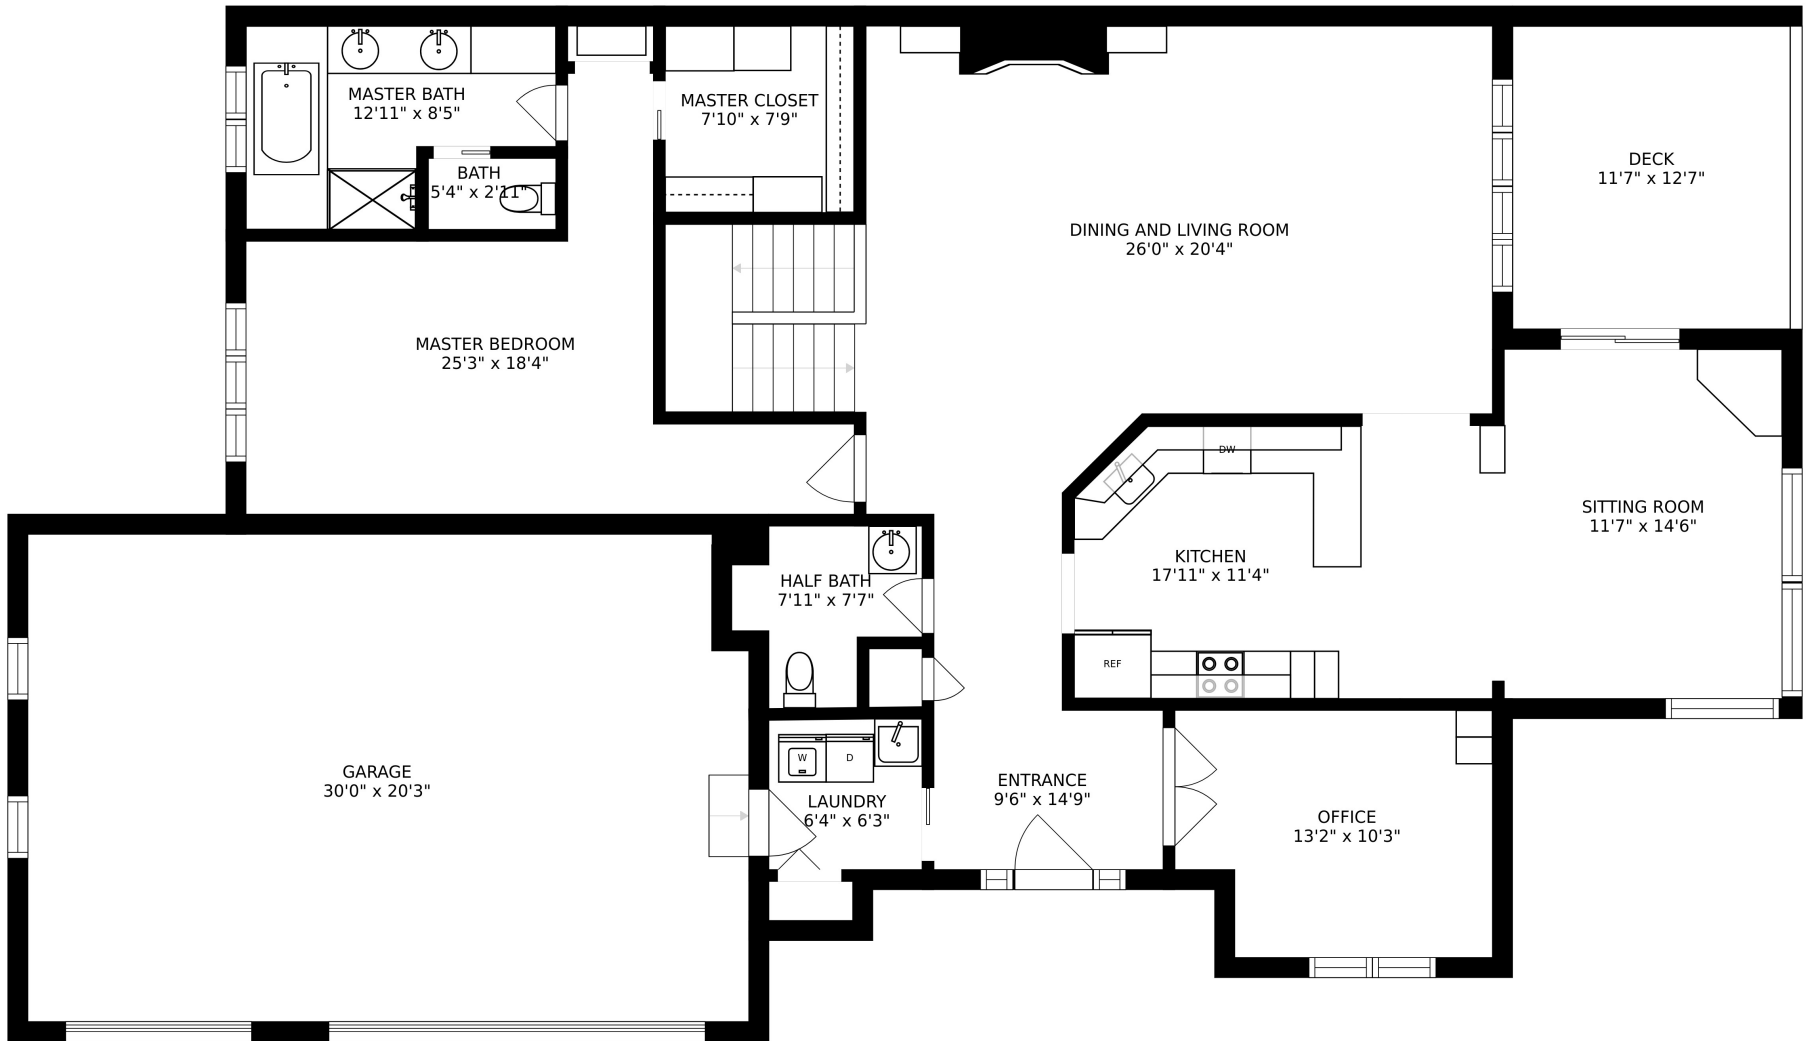 MASTER BATH
12'11" x 8'5"
MASTER CLOSET
7'10" x 7'9"
BATH
5'4" x 2'11"
DECK
11'7" x 12'7"
DINING AND LIVING ROOM
26'0" x 20'4"
MASTER BEDROOM
25'3" x 18'4"
DW
SITTING ROOM
11'7" x 14'6"
KITCHEN
17'11" x 11'4"
HALF BATH
7'11" x 7'7"
REF
GARAGE
30'0" x 20'3"
W
D
LAUNDRY
6'4" x 6'3"
ENTRANCE
9'6" x 14'9"
OFFICE
13'2" x 10'3"